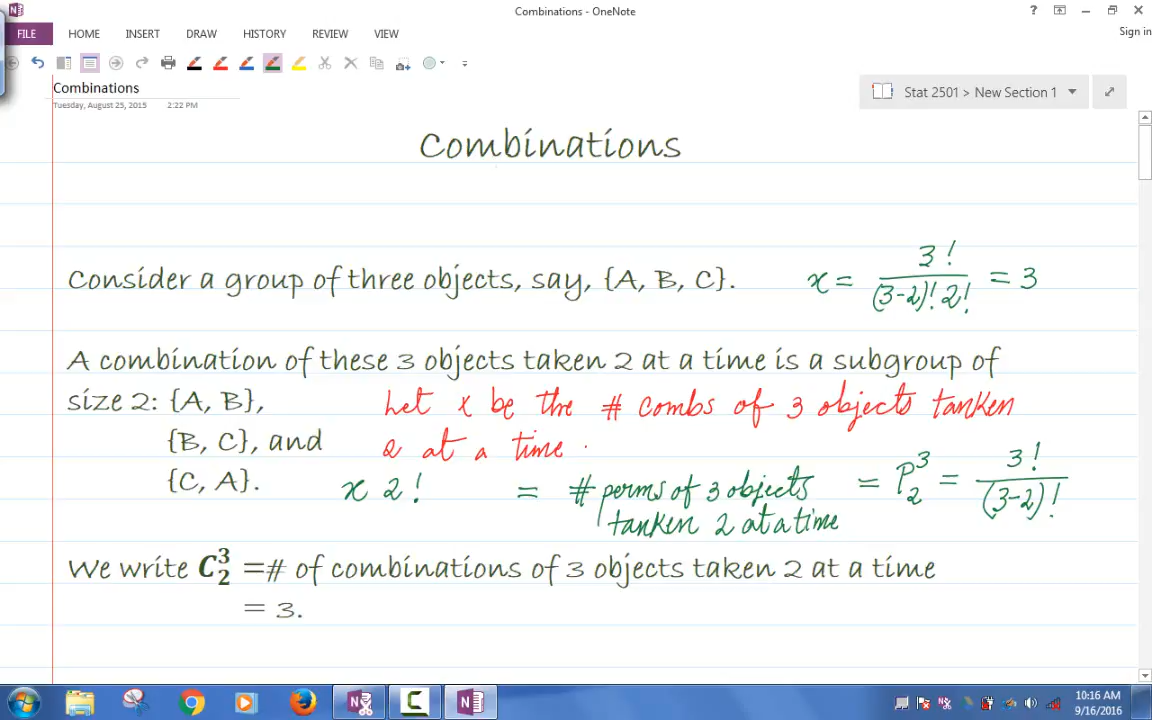 Combinations - OneNote
?
Sign in
FILE HOME INSERT DRAW HISTORY REVIEW VIEW
Combinations
Tuesday, August 25, 2015 2:22 PM
Stat 2501 > New Section 1
Combinations
Consider a group of three objects, say, {A, B, C}. x = 3! / (3-2)! 2! = 3
A combination of these 3 objects taken 2 at a time is a subgroup of
size 2: {A, B}, Let x be the # combs of 3 objects tanken
{B, C}, and 2 at a time.
{C, A}. x 2! = # perms of 3 objects = P^3_2 = 3! / (3-2)!
tanken 2 at a time
We write C^3_2 = # of combinations of 3 objects taken 2 at a time
= 3.
10:16 AM
9/16/2016